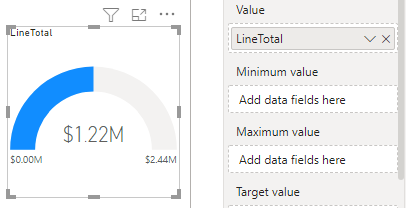 LineTotal
$1.22M
$0.00M
$2.44M
Value
LineTotal
Minimum value
Add data fields here
Maximum value
Add data fields here
Target value